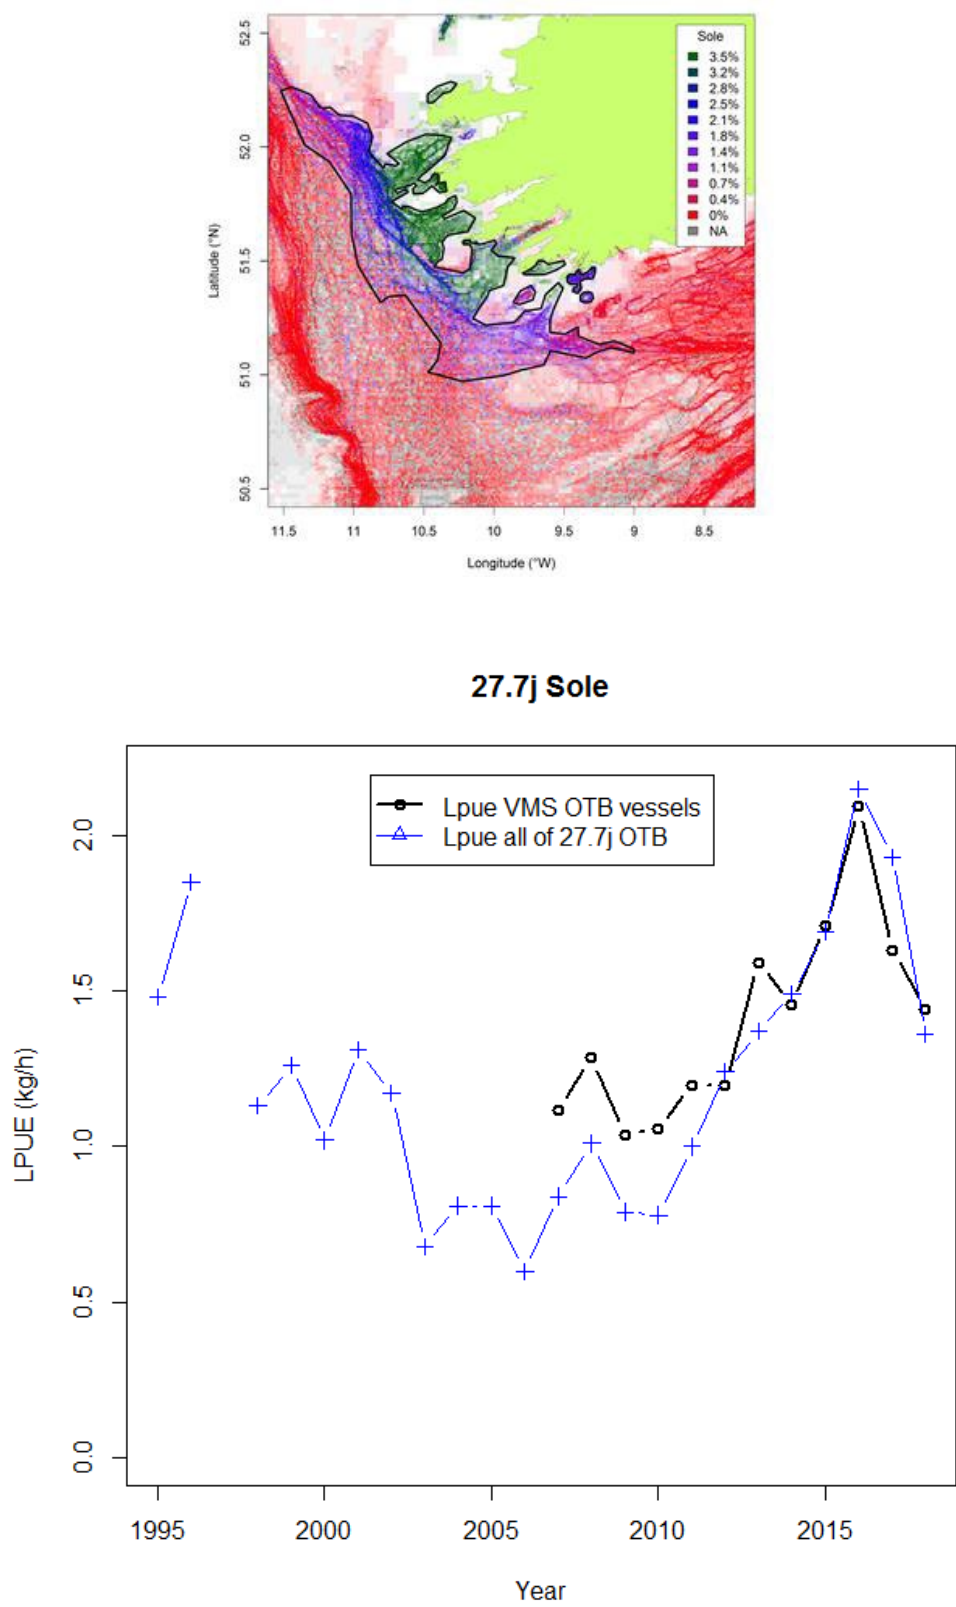 Sole
3.5%
3.2%
2.8%
2.5%
2.1%
1.8%
1.4%
1.1%
0.7%
0.4%
0%
NA
52.5
52.0
51.5
51.0
50.5
Latitude (°N)
11.5 11 10.5 10 9.5 9 8.5
Longitude (°W)
27.7j Sole
Lpue VMS OTB vessels
Lpue all of 27.7j OTB
2.0
1.5
1.0
0.5
0.0
LPUE (kg/h)
1995 2000 2005 2010 2015
Year